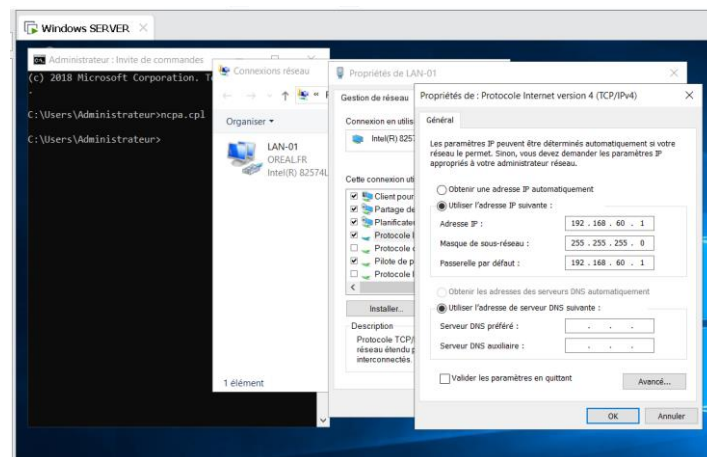 Windows SERVER
Administrateur : Invite de commandes
(c) 2018 Microsoft Corporation.
.
C:\Users\Administrateur>ncpa.cpl
C:\Users\Administrateur>
Connexions réseau
Organiser
LAN-01
OREAL.FR
Intel(R) 82574L
1 élément
Propriétés de LAN-01
Gestion de réseau
Connexion en utilis
Intel(R) 8257
Cette connexion uti
Client pour
Partage de
Planificate
Protocole
Protocole
Pilote de p
Protocole
Installer...
Description
Protocole TCP/
réseau étendu p
interconnectés
Propriétés de : Protocole Internet version 4 (TCP/IPv4)
Général
Les paramètres IP peuvent être déterminés automatiquement si votre
réseau le permet. Sinon, vous devez demander les paramètres IP
appropriés à votre administrateur réseau.
Obtenir une adresse IP automatiquement
Utiliser l'adresse IP suivante :
Adresse IP : 192 . 168 . 60 . 1
Masque de sous-réseau : 255 . 255 . 255 . 0
Passerelle par défaut : 192 . 168 . 60 . 1
Obtenir les adresses des serveurs DNS automatiquement
Utiliser l'adresse de serveur DNS suivante :
Serveur DNS préféré : . . .
Serveur DNS auxiliaire : . . .
Valider les paramètres en quittant
Avancé...
OK Annuler